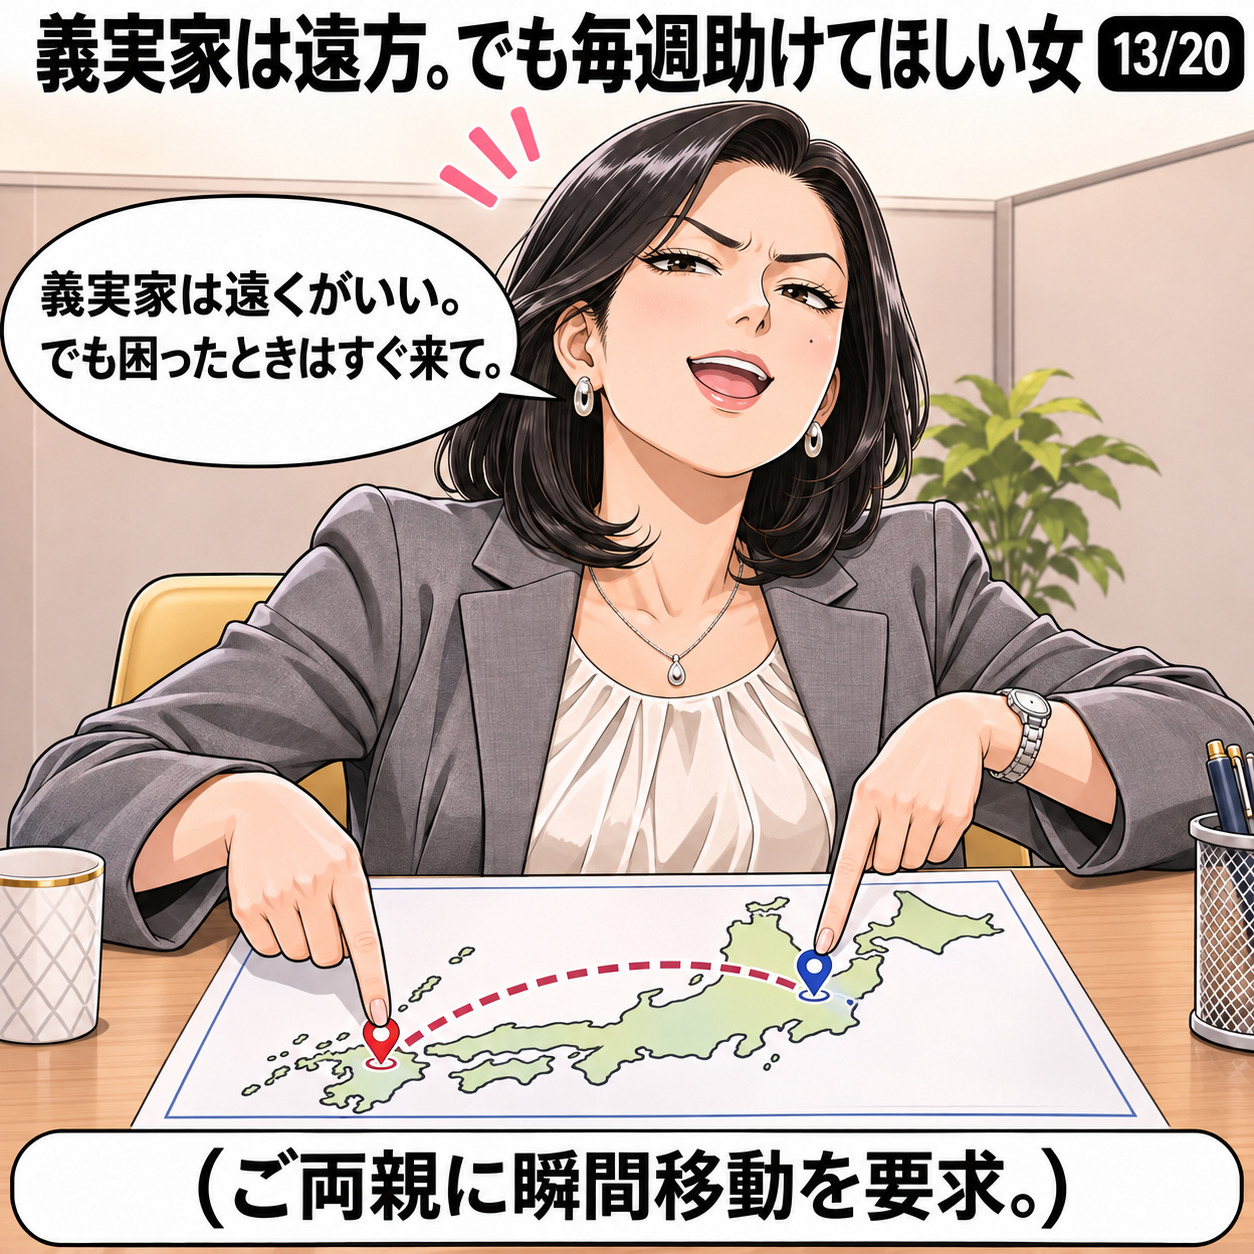 義実家は遠方。でも毎週助けてほしい女 13/20
義実家は遠くがいい。
でも困ったときはすぐ来て。
(ご両親に瞬間移動を要求。)